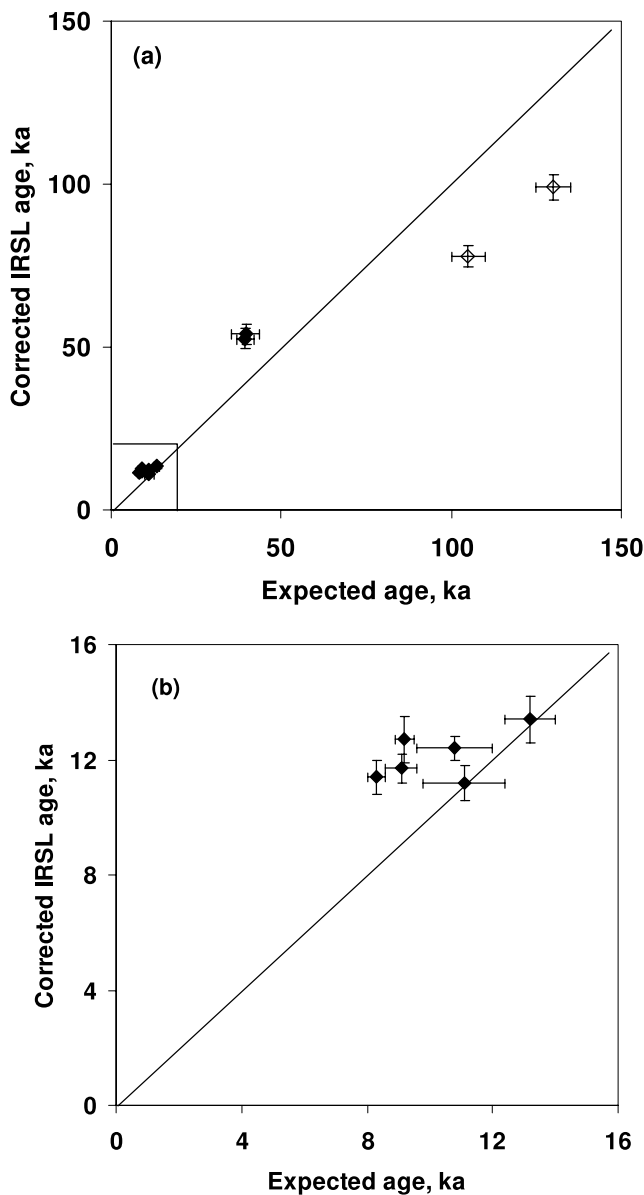 150
(a)
100
50
0
0 50 100 150
Corrected IRSL age, ka
Expected age, ka
16
(b)
12
8
4
0
0 4 8 12 16
Corrected IRSL age, ka
Expected age, ka